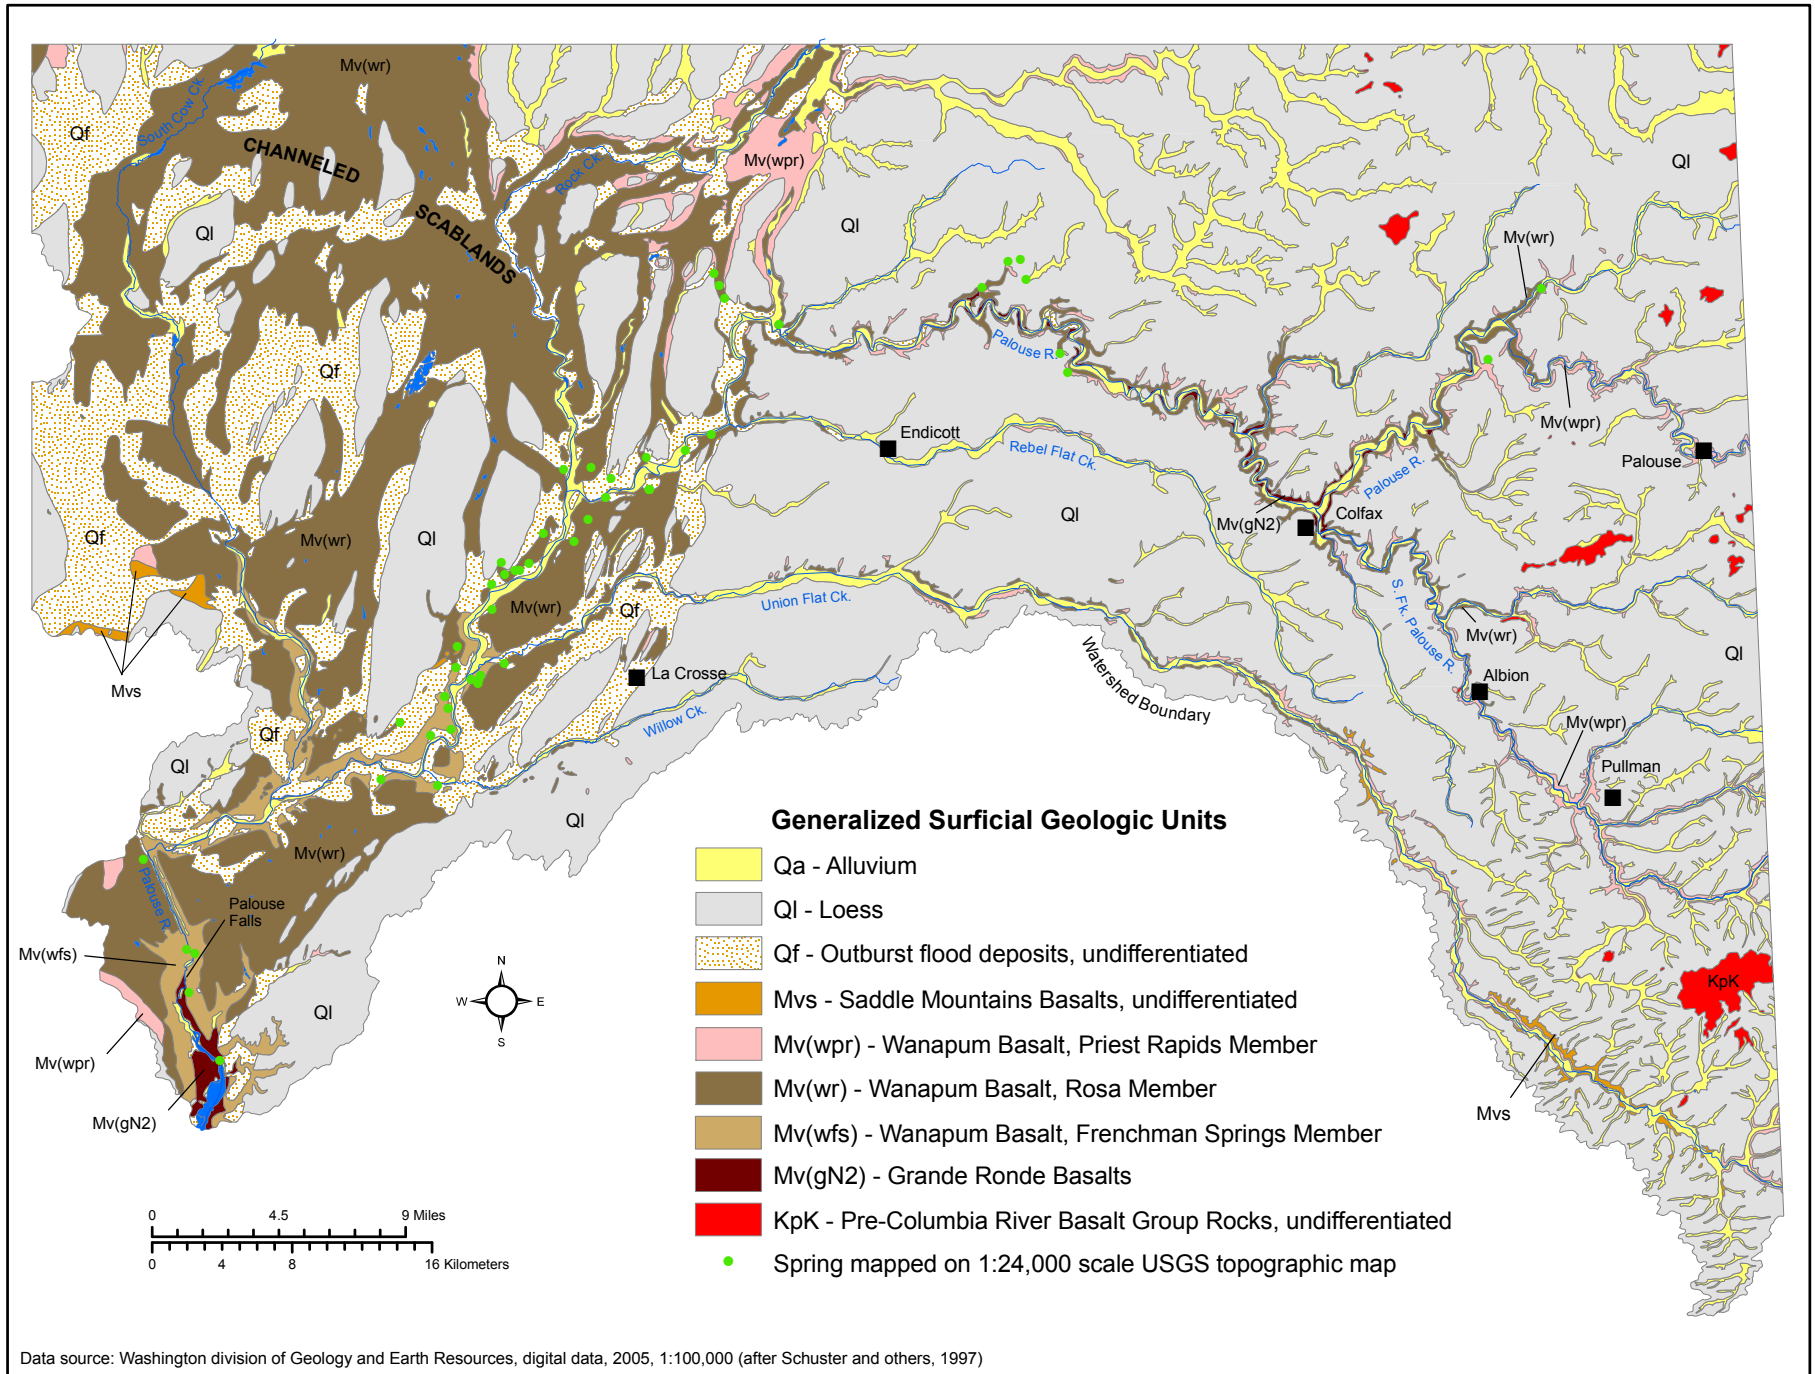 Mv(wr)
South Cow Ck.
Qf
CHANNELED
Rock Ck.
Mv(wpr)
Ql
SCABLANDS
Ql
Ql
Mv(wr)
Qf
Palouse R.
Mv(wpr)
Endicott
Rebel Flat Ck.
Palouse
Palouse R.
Qf
Mv(wr)
Ql
Ql
Mv(gN2)
Colfax
Mv(wr)
Qf
Union Flat Ck.
S. Fk. Palouse R.
Mv(wr)
Ql
Mvs
La Crosse
Watershed Boundary
Albion
Willow Ck.
Mv(wpr)
Qf
Ql
Pullman
Ql
Mv(wr)
Palouse R.
Palouse
Falls
Mv(wfs)
Ql
KpK
Mv(wpr)
Mv(gN2)
Mvs
N
W
E
S
Generalized Surficial Geologic Units
Qa - Alluvium
Ql - Loess
Qf - Outburst flood deposits, undifferentiated
Mvs - Saddle Mountains Basalts, undifferentiated
Mv(wpr) - Wanapum Basalt, Priest Rapids Member
Mv(wr) - Wanapum Basalt, Rosa Member
Mv(wfs) - Wanapum Basalt, Frenchman Springs Member
Mv(gN2) - Grande Ronde Basalts
KpK - Pre-Columbia River Basalt Group Rocks, undifferentiated
Spring mapped on 1:24,000 scale USGS topographic map
0 4.5 9 Miles
0 4 8 16 Kilometers
Data source: Washington division of Geology and Earth Resources, digital data, 2005, 1:100,000 (after Schuster and others, 1997)